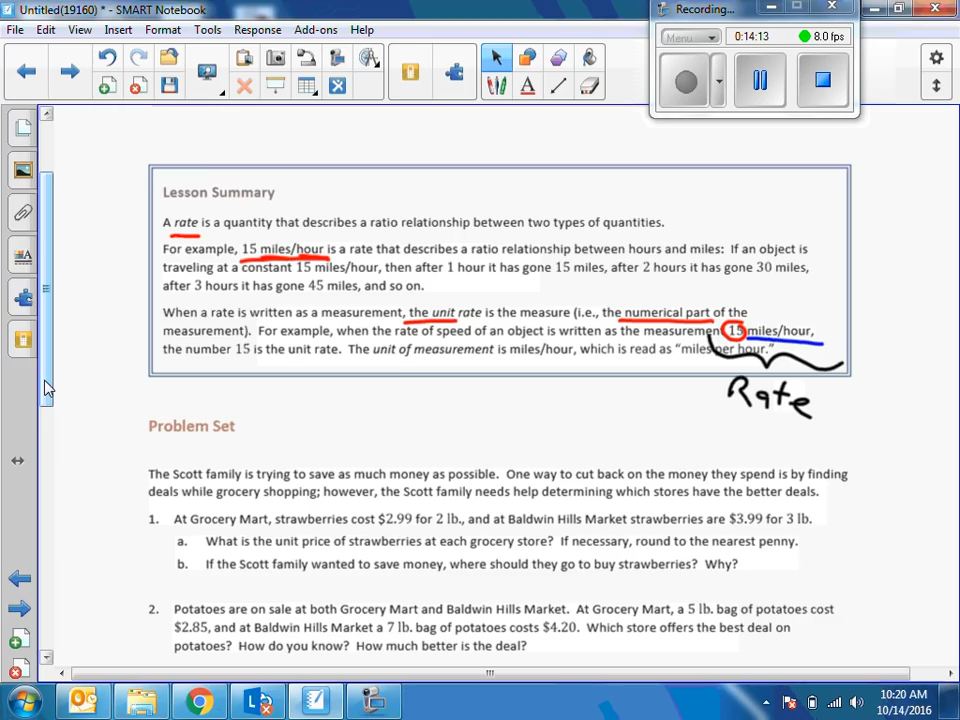 Untitled(19160) * - SMART Notebook
Recording...
File Edit View Insert Format Tools Response Add-ons Help
Menu 0:14:13 8.0 fps
Lesson Summary
A rate is a quantity that describes a ratio relationship between two types of quantities.
For example, 15 miles/hour is a rate that describes a ratio relationship between hours and miles: If an object is
traveling at a constant 15 miles/hour, then after 1 hour it has gone 15 miles, after 2 hours it has gone 30 miles,
after 3 hours it has gone 45 miles, and so on.
When a rate is written as a measurement, the unit rate is the measure (i.e., the numerical part of the
measurement). For example, when the rate of speed of an object is written as the measurement 15 miles/hour,
the number 15 is the unit rate. The unit of measurement is miles/hour, which is read as “miles per hour.”
Rate
Problem Set
The Scott family is trying to save as much money as possible. One way to cut back on the money they spend is by finding
deals while grocery shopping; however, the Scott family needs help determining which stores have the better deals.
1. At Grocery Mart, strawberries cost $2.99 for 2 lb., and at Baldwin Hills Market strawberries are $3.99 for 3 lb.
a. What is the unit price of strawberries at each grocery store? If necessary, round to the nearest penny.
b. If the Scott family wanted to save money, where should they go to buy strawberries? Why?
2. Potatoes are on sale at both Grocery Mart and Baldwin Hills Market. At Grocery Mart, a 5 lb. bag of potatoes cost
$2.85, and at Baldwin Hills Market a 7 lb. bag of potatoes costs $4.20. Which store offers the best deal on
potatoes? How do you know? How much better is the deal?
10:20 AM
10/14/2016